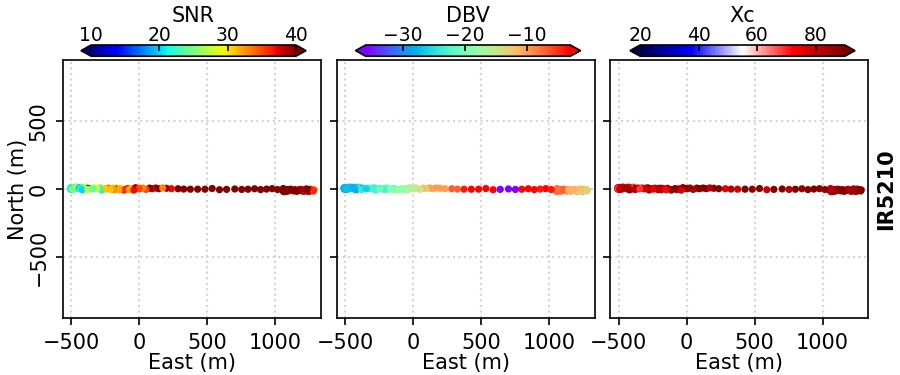 SNR DBV Xc
10 20 30 40 −30 −20 −10 20 40 60 80
North (m)
500
0
−500
−500 0 500 1000 −500 0 500 1000 −500 0 500 1000
East (m) East (m) East (m)
IR5210